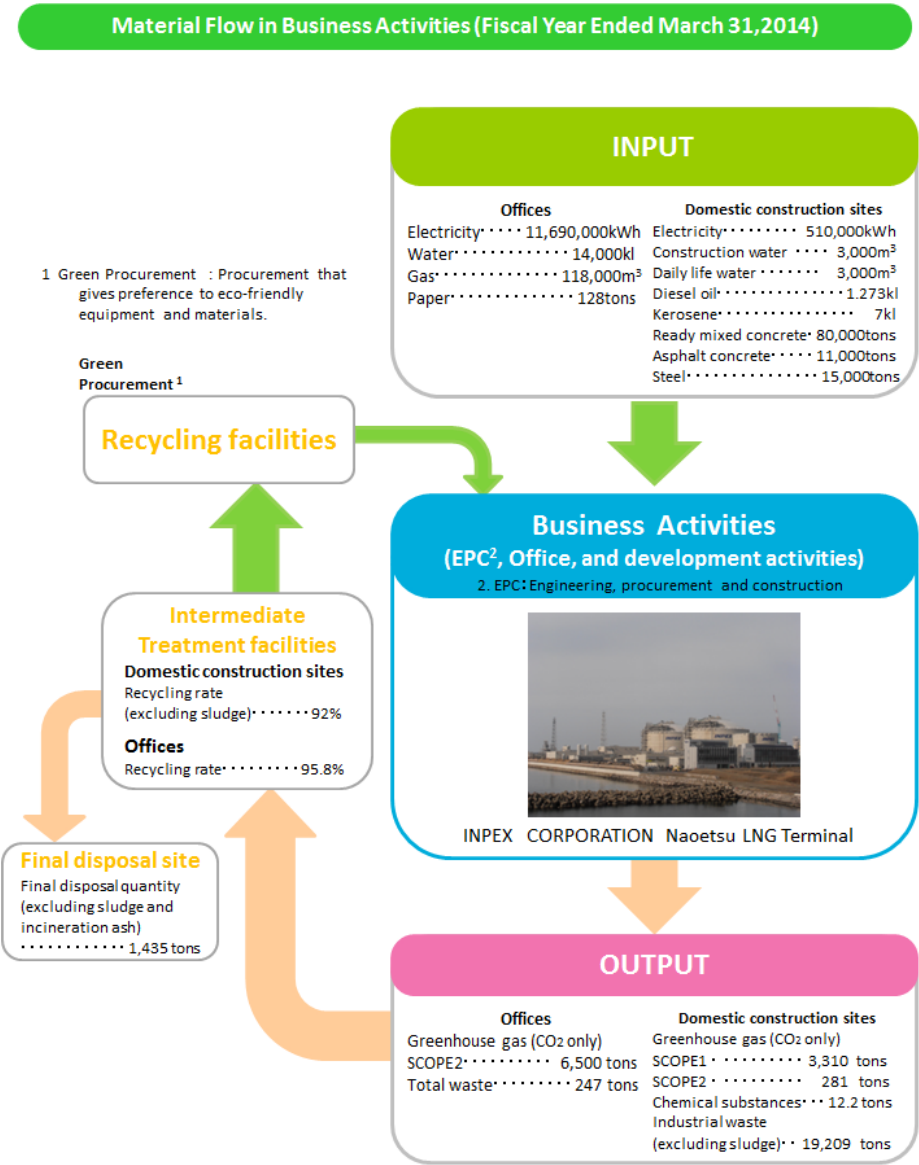 Material Flow in Business Activities (Fiscal Year Ended March 31,2014)
INPUT
Offices
Electricity･････11,690,000kWh
Water･･････････14,000kl
Gas･･････････118,000m³
Paper････････････128tons
Domestic construction sites
Electricity･････････ 510,000kWh
Construction water ････ 3,000m³
Daily life water ･･･････ 3,000m³
Diesel oil･･･････････････1.273kl
Kerosene････････････････ 7kl
Ready mixed concrete･80,000tons
Asphalt concrete･････11,000tons
Steel･･･････････････15,000tons
1 Green Procurement : Procurement that
gives preference to eco-friendly
equipment and materials.
Green
Procurement ¹
Recycling facilities
Business Activities
(EPC², Office, and development activities)
2. EPC：Engineering, procurement and construction
INPEX CORPORATION Naoetsu LNG Terminal
Intermediate
Treatment facilities
Domestic construction sites
Recycling rate
(excluding sludge)･･･････92%
Offices
Recycling rate･････････95.8%
Final disposal site
Final disposal quantity
(excluding sludge and
incineration ash)
････････････1,435 tons
OUTPUT
Offices
Greenhouse gas (CO₂ only)
SCOPE2･･････････ 6,500 tons
Total waste･････････247 tons
Domestic construction sites
Greenhouse gas (CO₂ only)
SCOPE1･･････････ 3,310 tons
SCOPE2 ･･････････ 281 tons
Chemical substances･･･12.2 tons
Industrial waste
(excluding sludge)･･ 19,209 tons